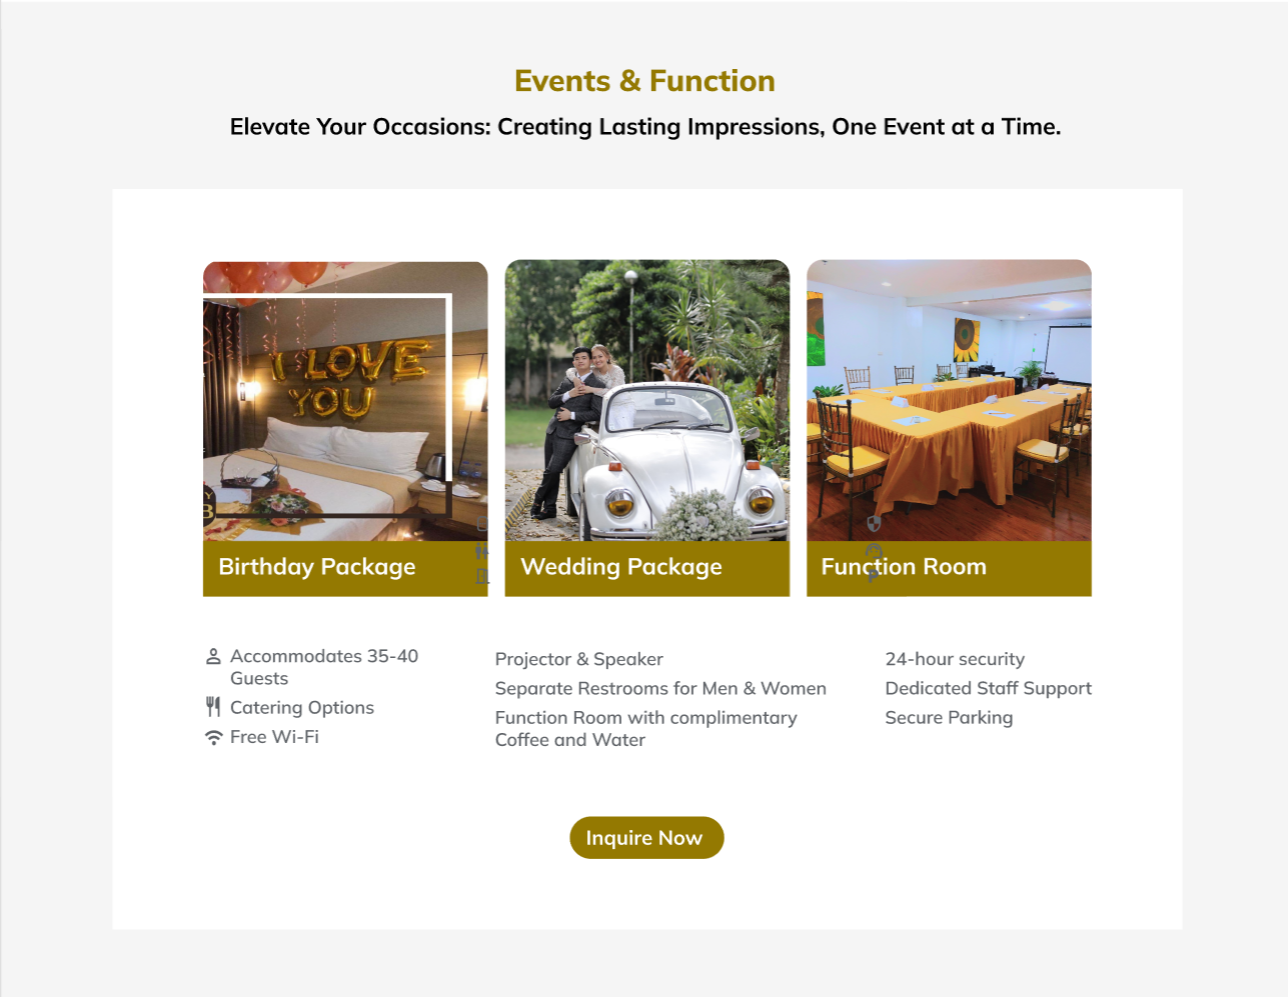 Events & Function
Elevate Your Occasions: Creating Lasting Impressions, One Event at a Time.
I LOVE
YOU
Birthday Package
Wedding Package
Function Room
Accommodates 35-40
Guests
Catering Options
Free Wi-Fi
Projector & Speaker
Separate Restrooms for Men & Women
Function Room with complimentary
Coffee and Water
24-hour security
Dedicated Staff Support
Secure Parking
Inquire Now